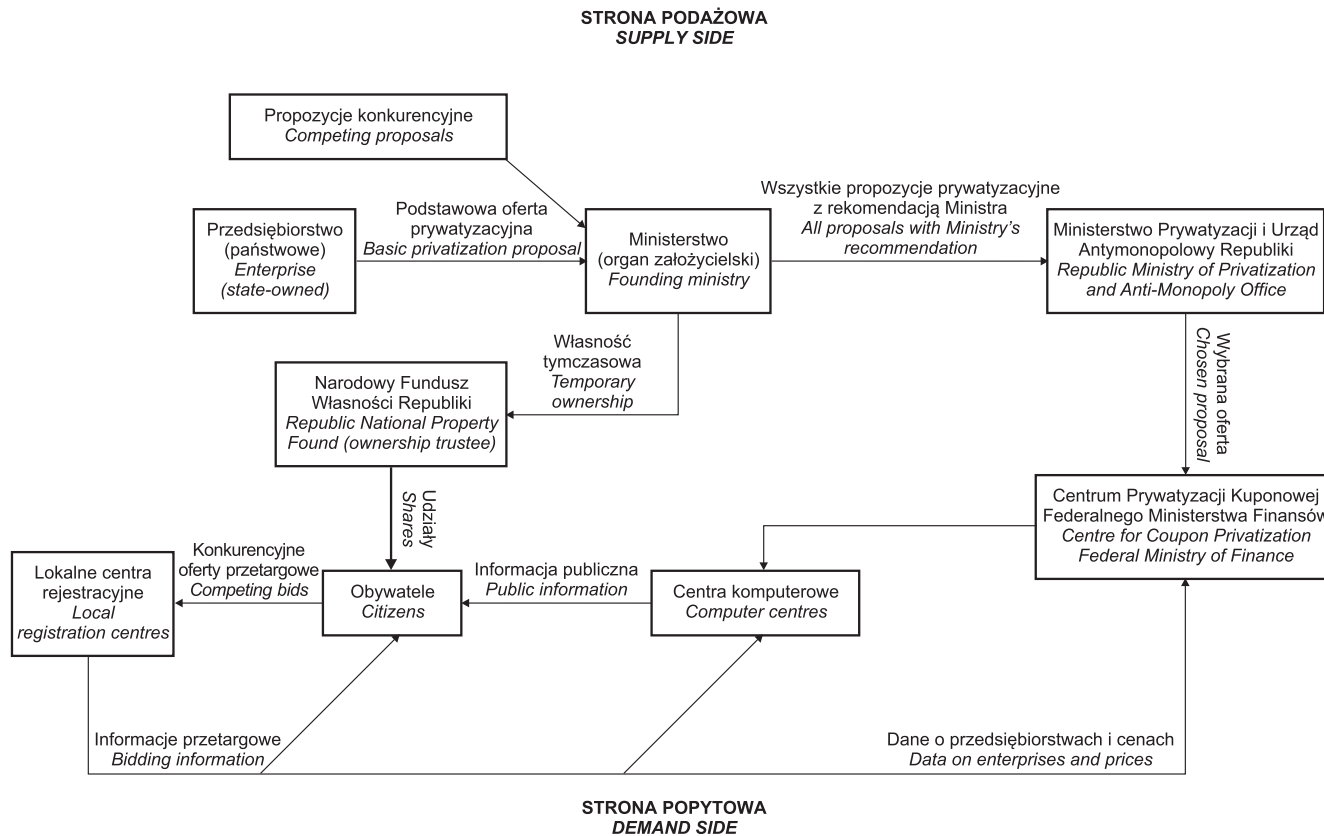 STRONA PODAŻOWA
SUPPLY SIDE
Propozycje konkurencyjne
Competing proposals
Przedsiębiorstwo
(państwowe)
Enterprise
(state-owned)
Podstawowa oferta
prywatyzacyjna
Basic privatization proposal
Ministerstwo
(organ założycielski)
Founding ministry
Wszystkie propozycje prywatyzacyjne
z rekomendacją Ministra
All proposals with Ministry's
recommendation
Ministerstwo Prywatyzacji i Urząd
Antymonopolowy Republiki
Republic Ministry of Privatization
and Anti-Monopoly Office
Własność
tymczasowa
Temporary
ownership
Narodowy Fundusz
Własności Republiki
Republic National Property
Found (ownership trustee)
Wybrana oferta
Chosen proposal
Udziały
Shares
Centrum Prywatyzacji Kuponowej
Federalnego Ministerstwa Finansów
Centre for Coupon Privatization
Federal Ministry of Finance
Lokalne centra
rejestracyjne
Local
registration centres
Konkurencyjne
oferty przetargowe
Competing bids
Obywatele
Citizens
Informacja publiczna
Public information
Centra komputerowe
Computer centres
Informacje przetargowe
Bidding information
Dane o przedsiębiorstwach i cenach
Data on enterprises and prices
STRONA POPYTOWA
DEMAND SIDE